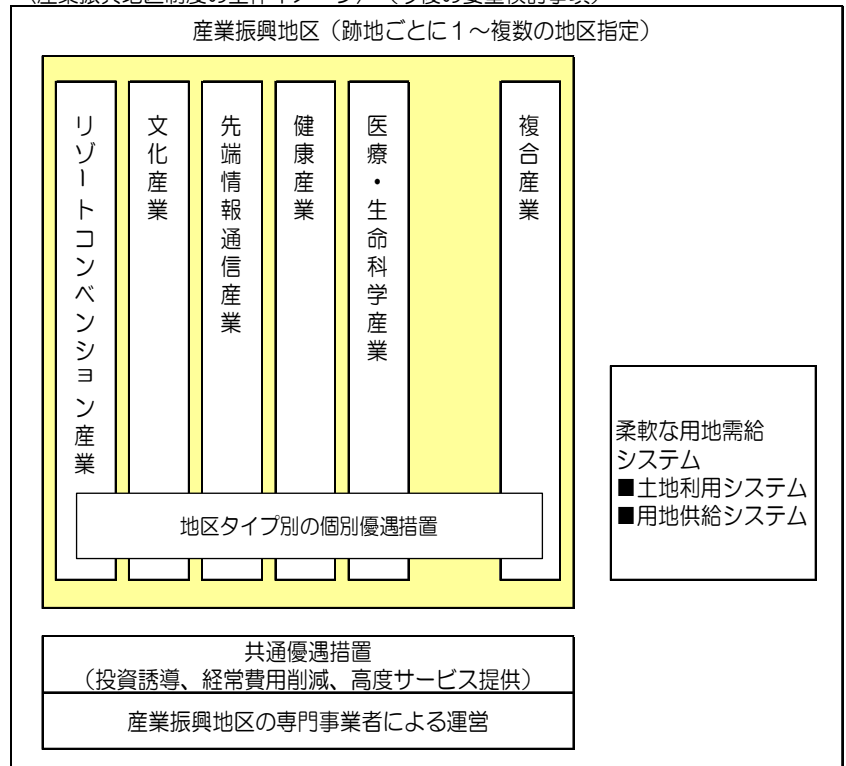 産業振興地区（跡地ごとに１～複数の地区指定）
リゾートコンベンション産業
文化産業
先端情報通信産業
健康産業
医療・生命科学産業
複合産業
地区タイプ別の個別優遇措置
柔軟な用地需給
システム
■土地利用システム
■用地供給システム
共通優遇措置
（投資誘導、経常費用削減、高度サービス提供）
産業振興地区の専門事業者による運営